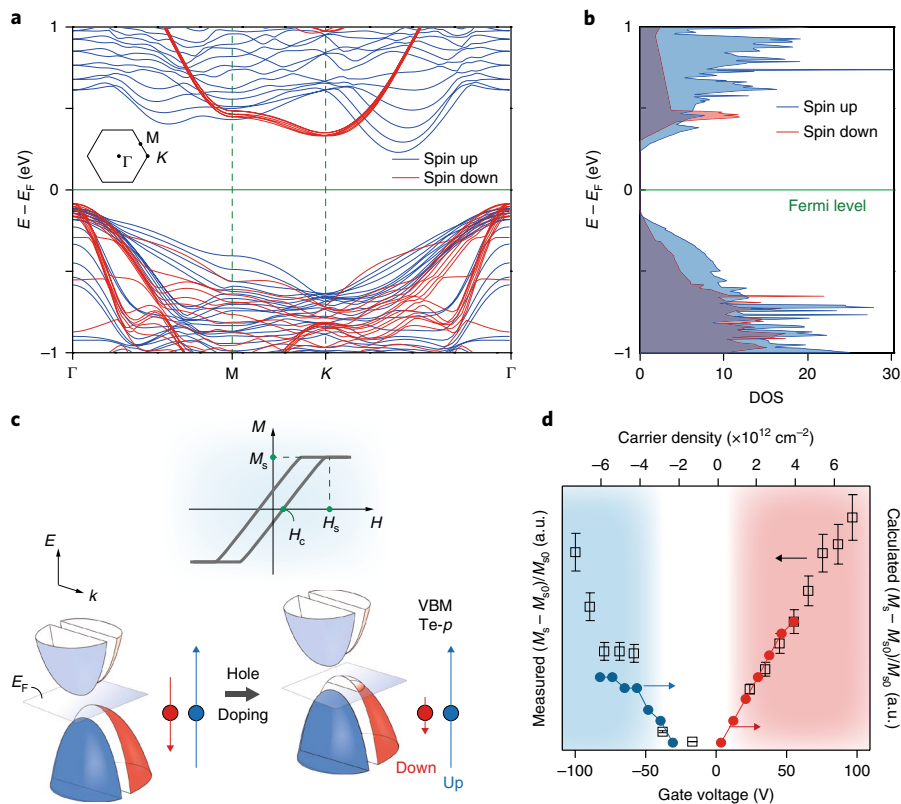 a
1
0
−1
E − E_F (eV)
M
Γ
K
Spin up
Spin down
Γ
M
K
Γ
b
1
0
−1
E − E_F (eV)
Spin up
Spin down
Fermi level
0
10
20
30
DOS
c
M
M_s
H_c
H_s
H
E
k
E_F
Hole
Doping
VBM
Te-p
Down
Up
d
Carrier density (×10^12 cm^−2)
−6
−4
−2
0
2
4
6
Measured (M_s − M_s0)/M_s0 (a.u.)
Calculated (M_s − M_s0)/M_s0
(a.u.)
−100
−50
0
50
100
Gate voltage (V)